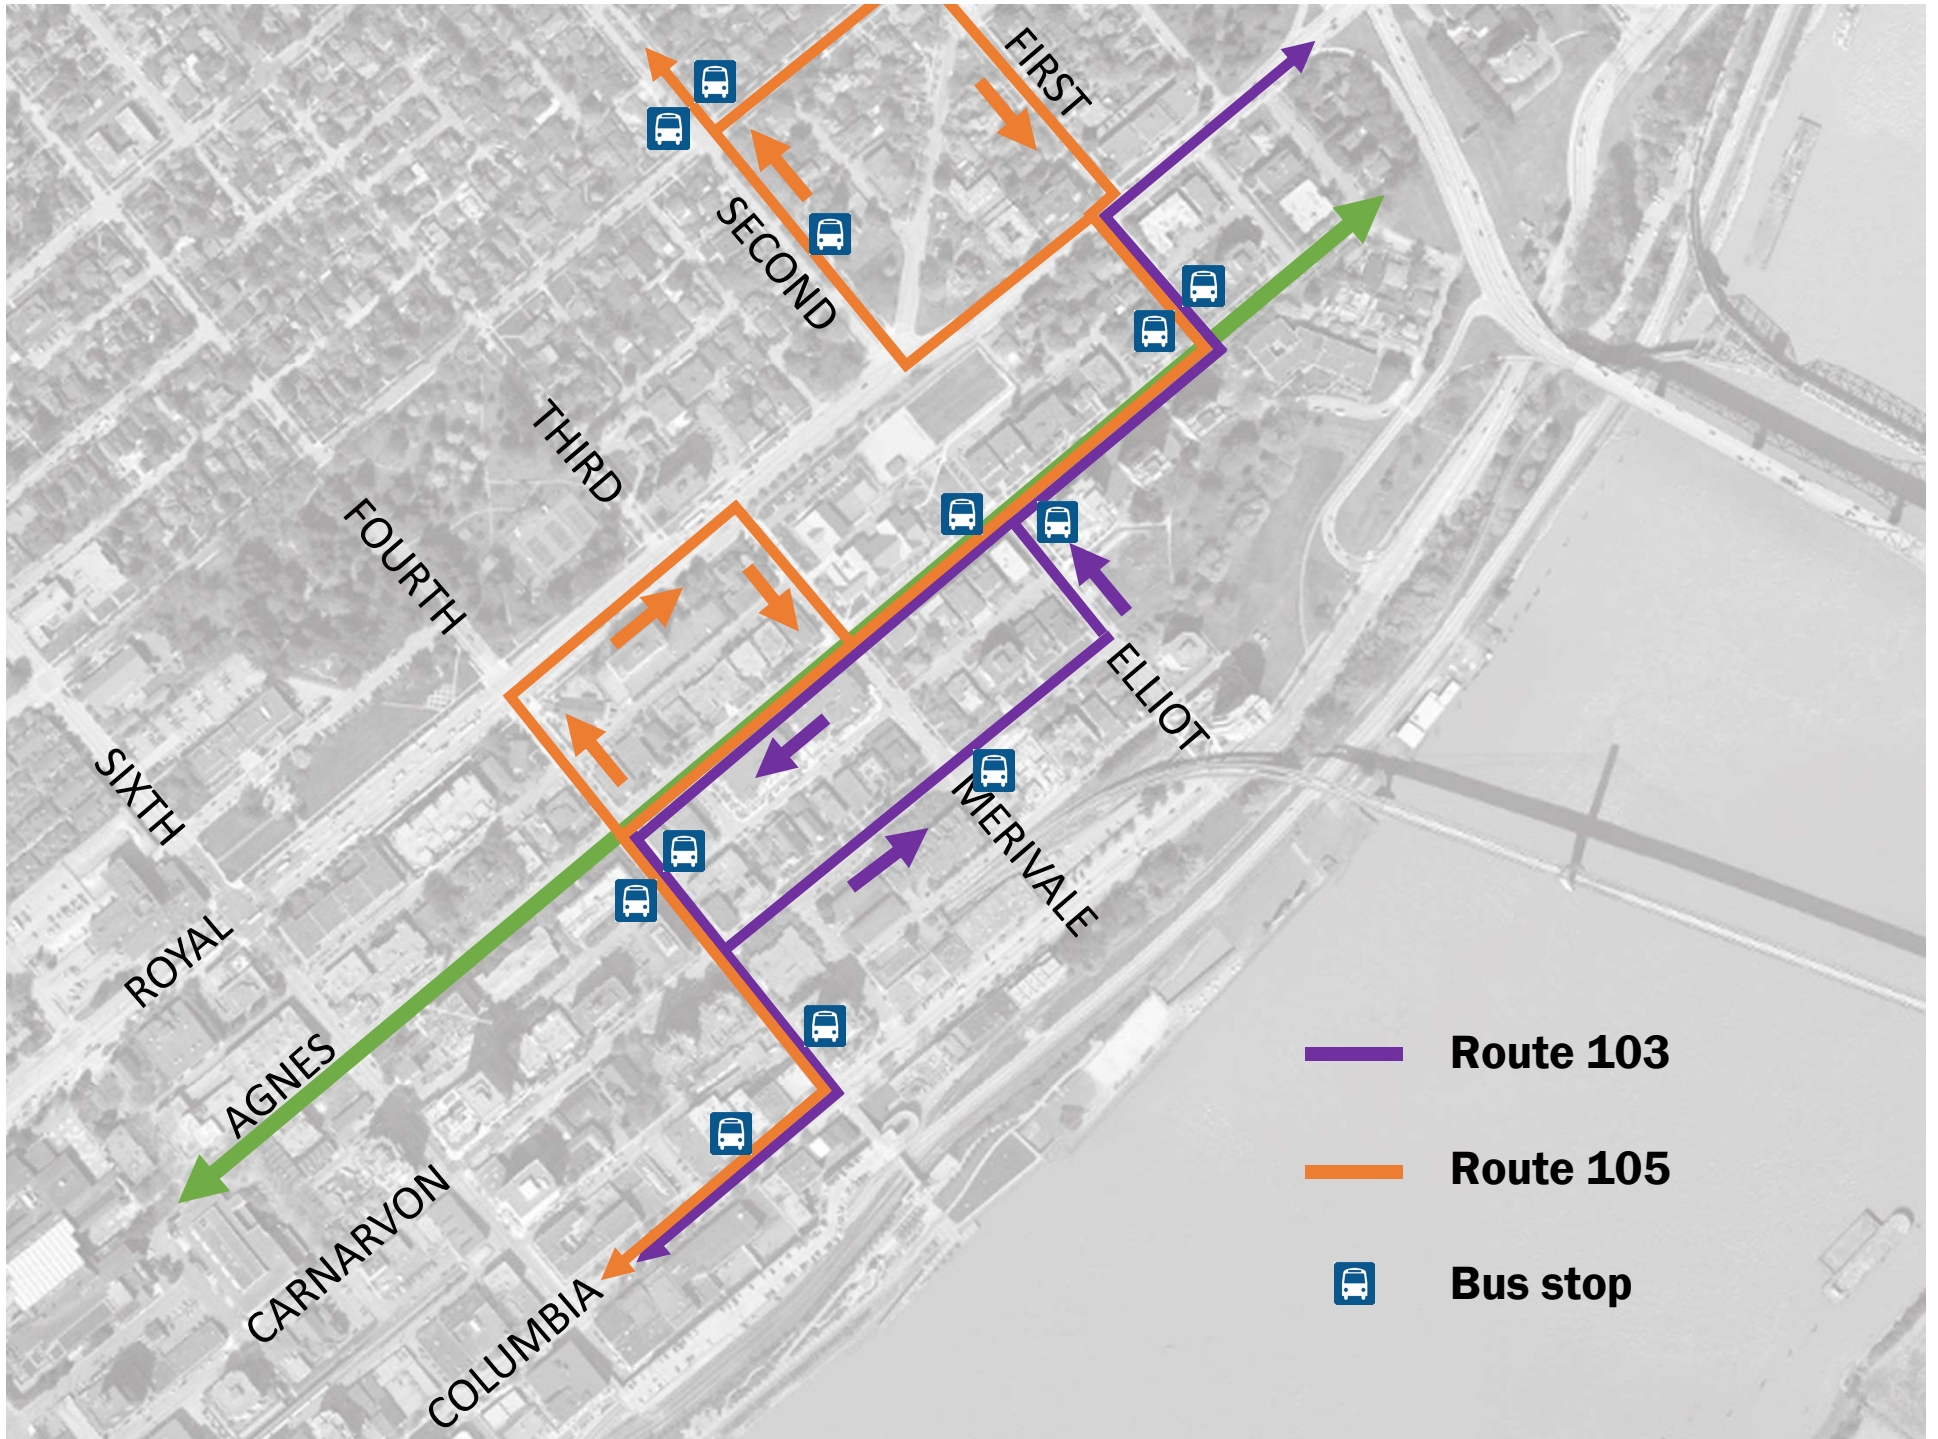 FIRST
SECOND
THIRD
FOURTH
ELLIOT
SIXTH
MERIVALE
ROYAL
AGNES
CARNARVON
COLUMBIA
Route 103
Route 105
Bus stop